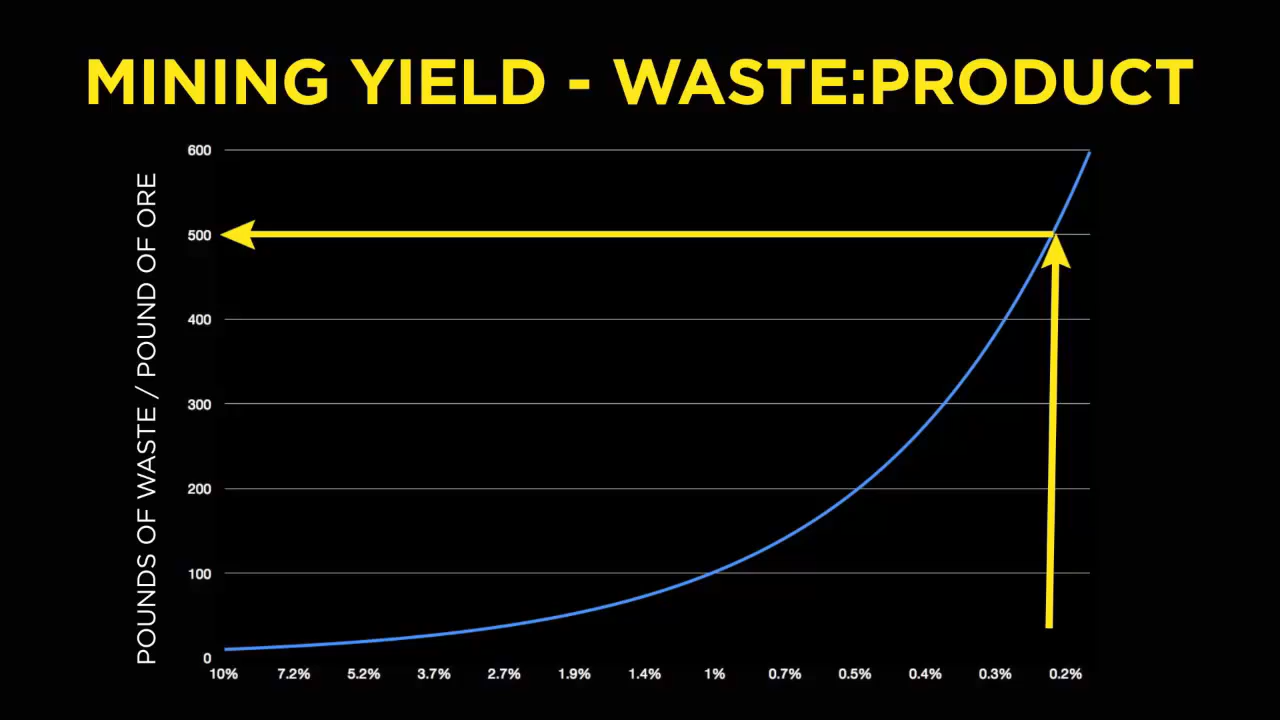 MINING YIELD - WASTE:PRODUCT
POUNDS OF WASTE / POUND OF ORE
600
500
400
300
200
100
0
10% 7.2% 5.2% 3.7% 2.7% 1.9% 1.4% 1% 0.7% 0.5% 0.4% 0.3% 0.2%